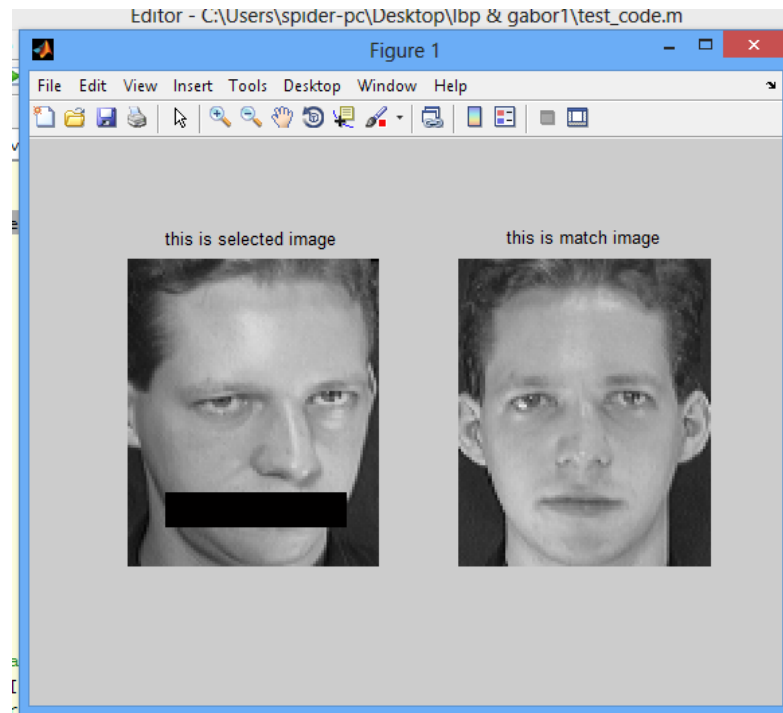 Editor - C:\Users\spider-pc\Desktop\lbp & gabor1\test_code.m
Figure 1
File Edit View Insert Tools Desktop Window Help
this is selected image
this is match image